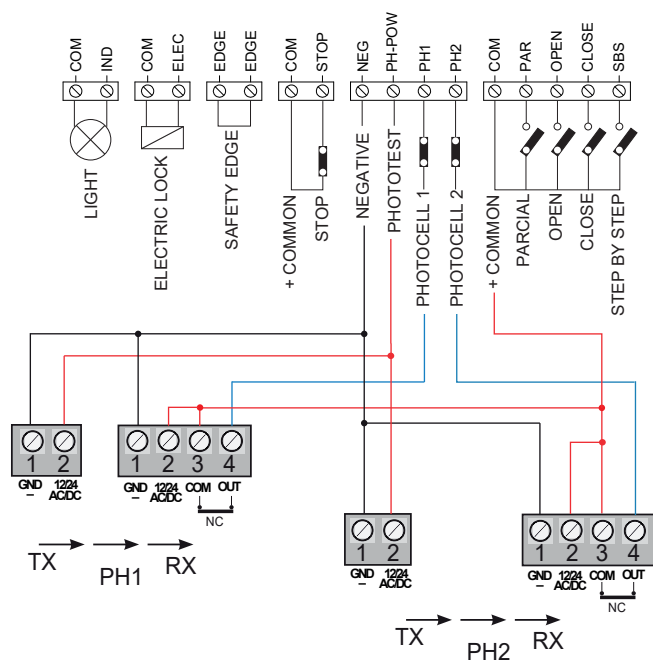 COM IND COM ELEC EDGE EDGE COM STOP NEG PH-POW PH1 PH2 COM PAR OPEN CLOSE SBS
LIGHT
ELECTRIC LOCK
SAFETY EDGE
+ COMMON
STOP
NEGATIVE
PHOTOTEST
PHOTOCELL 1
PHOTOCELL 2
+ COMMON
PARCIAL
OPEN
CLOSE
STEP BY STEP
1 2 1 2 3 4
GND 12/24 GND 12/24 COM OUT
– AC/DC – AC/DC
NC
TX PH1 RX
1 2 1 2 3 4
GND 12/24 GND 12/24 COM OUT
– AC/DC – AC/DC
NC
TX PH2 RX